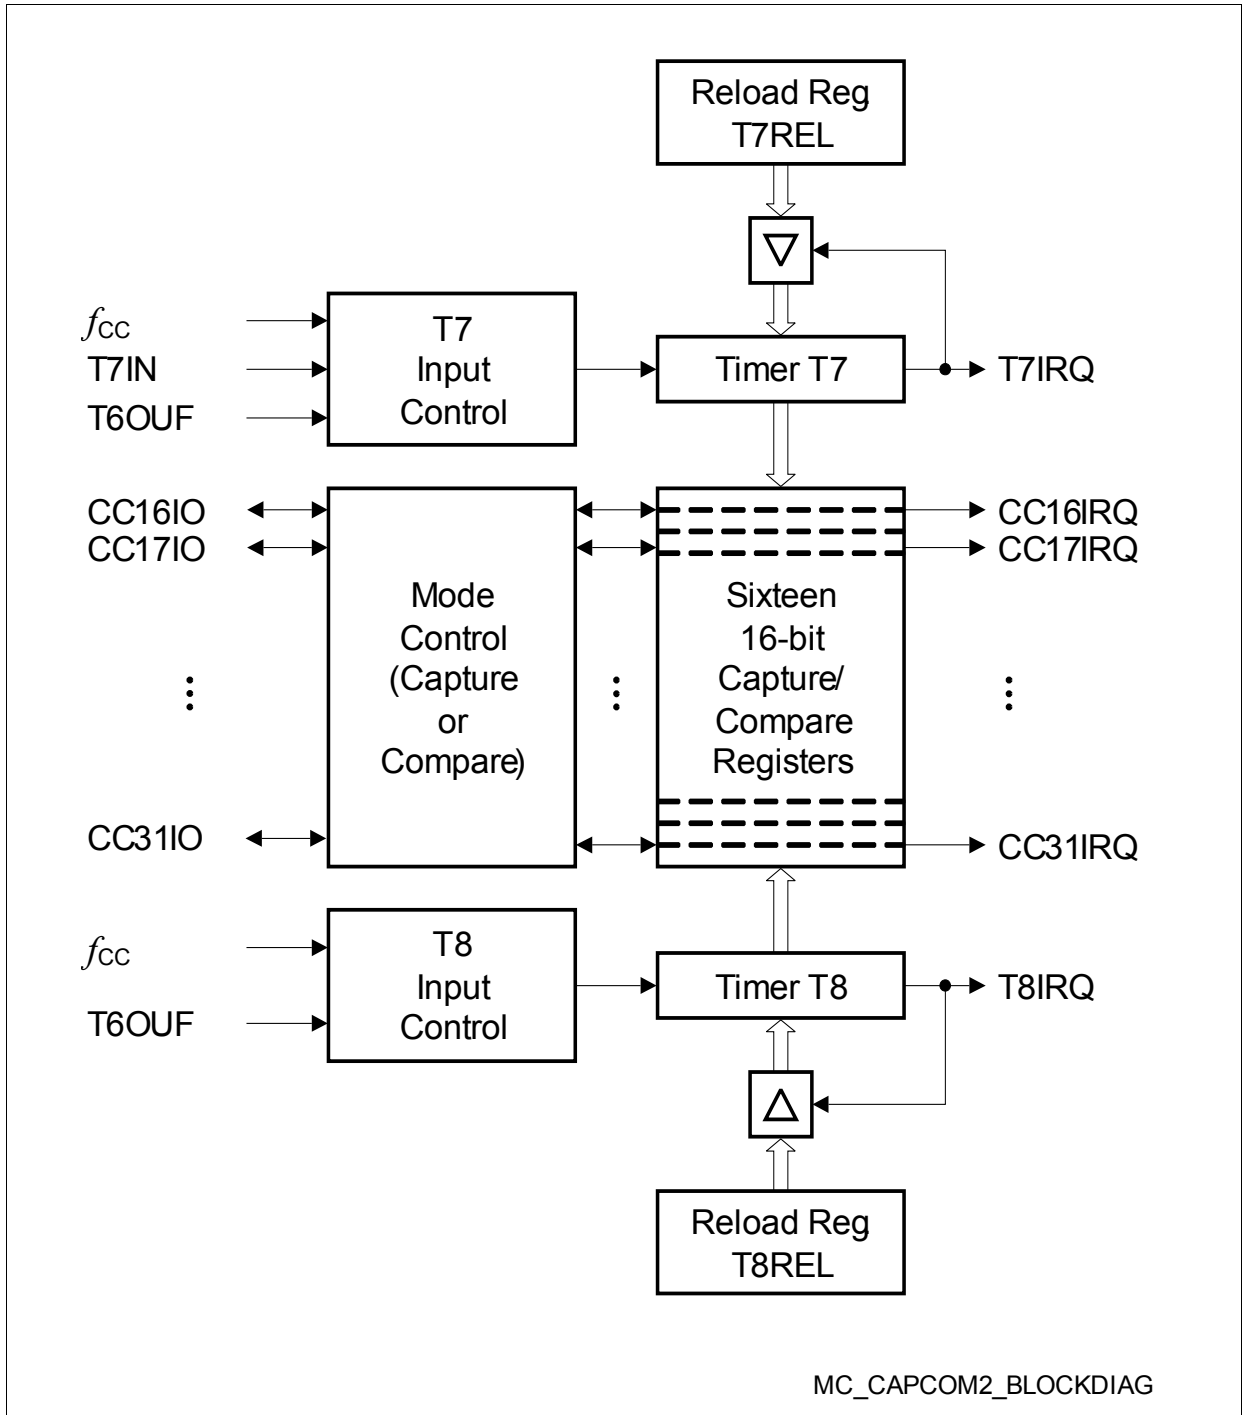 Reload Reg.
T7REL
fCC
T7IN
T6OUF
T7
Input
Control
Timer T7
T7IRQ
CC16IO
CC17IO
CC31IO
Mode
Control
(Capture
or
Compare)
Sixteen
16-bit
Capture/
Compare
Registers
CC16IRQ
CC17IRQ
CC31IRQ
fCC
T6OUF
T8
Input
Control
Timer T8
T8IRQ
Reload Reg.
T8REL
MC_CAPCOM2_BLOCKDIAG